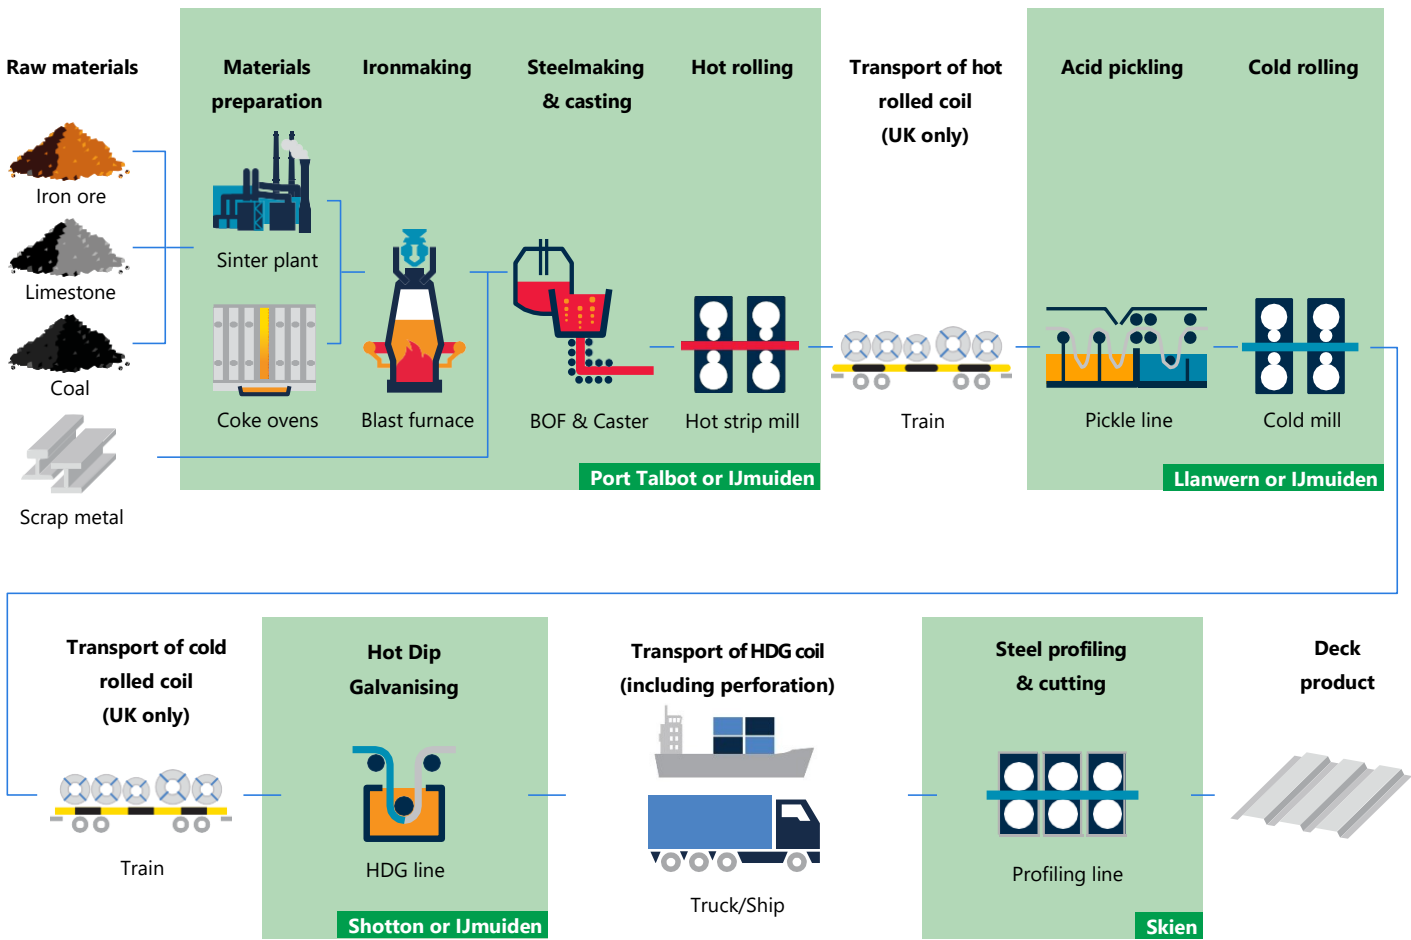 Raw materials
Iron ore
Limestone
Coal
Scrap metal
Materials
preparation
Sinter plant
Coke ovens
Ironmaking
Blast furnace
Steelmaking
& casting
BOF & Caster
Hot rolling
Hot strip mill
Port Talbot or IJmuiden
Transport of hot
rolled coil
(UK only)
Train
Acid pickling
Pickle line
Cold rolling
Cold mill
Llanwern or IJmuiden
Transport of cold
rolled coil
(UK only)
Train
Hot Dip
Galvanising
HDG line
Shotton or IJmuiden
Transport of HDG coil
(including perforation)
Truck/Ship
Steel profiling
& cutting
Profiling line
Skien
Deck
product